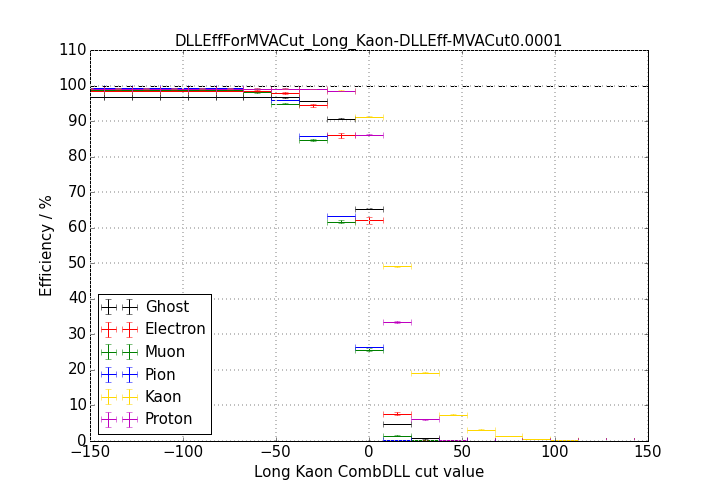 DLLEffForMVACut_Long_Kaon-DLLEff-MVACut0.0001
110
100
90
80
70
60
50
40
30
20
10
0
Efficiency / %
Ghost
Electron
Muon
Pion
Kaon
Proton
−150 −100 −50 0 50 100 150
Long Kaon CombDLL cut value